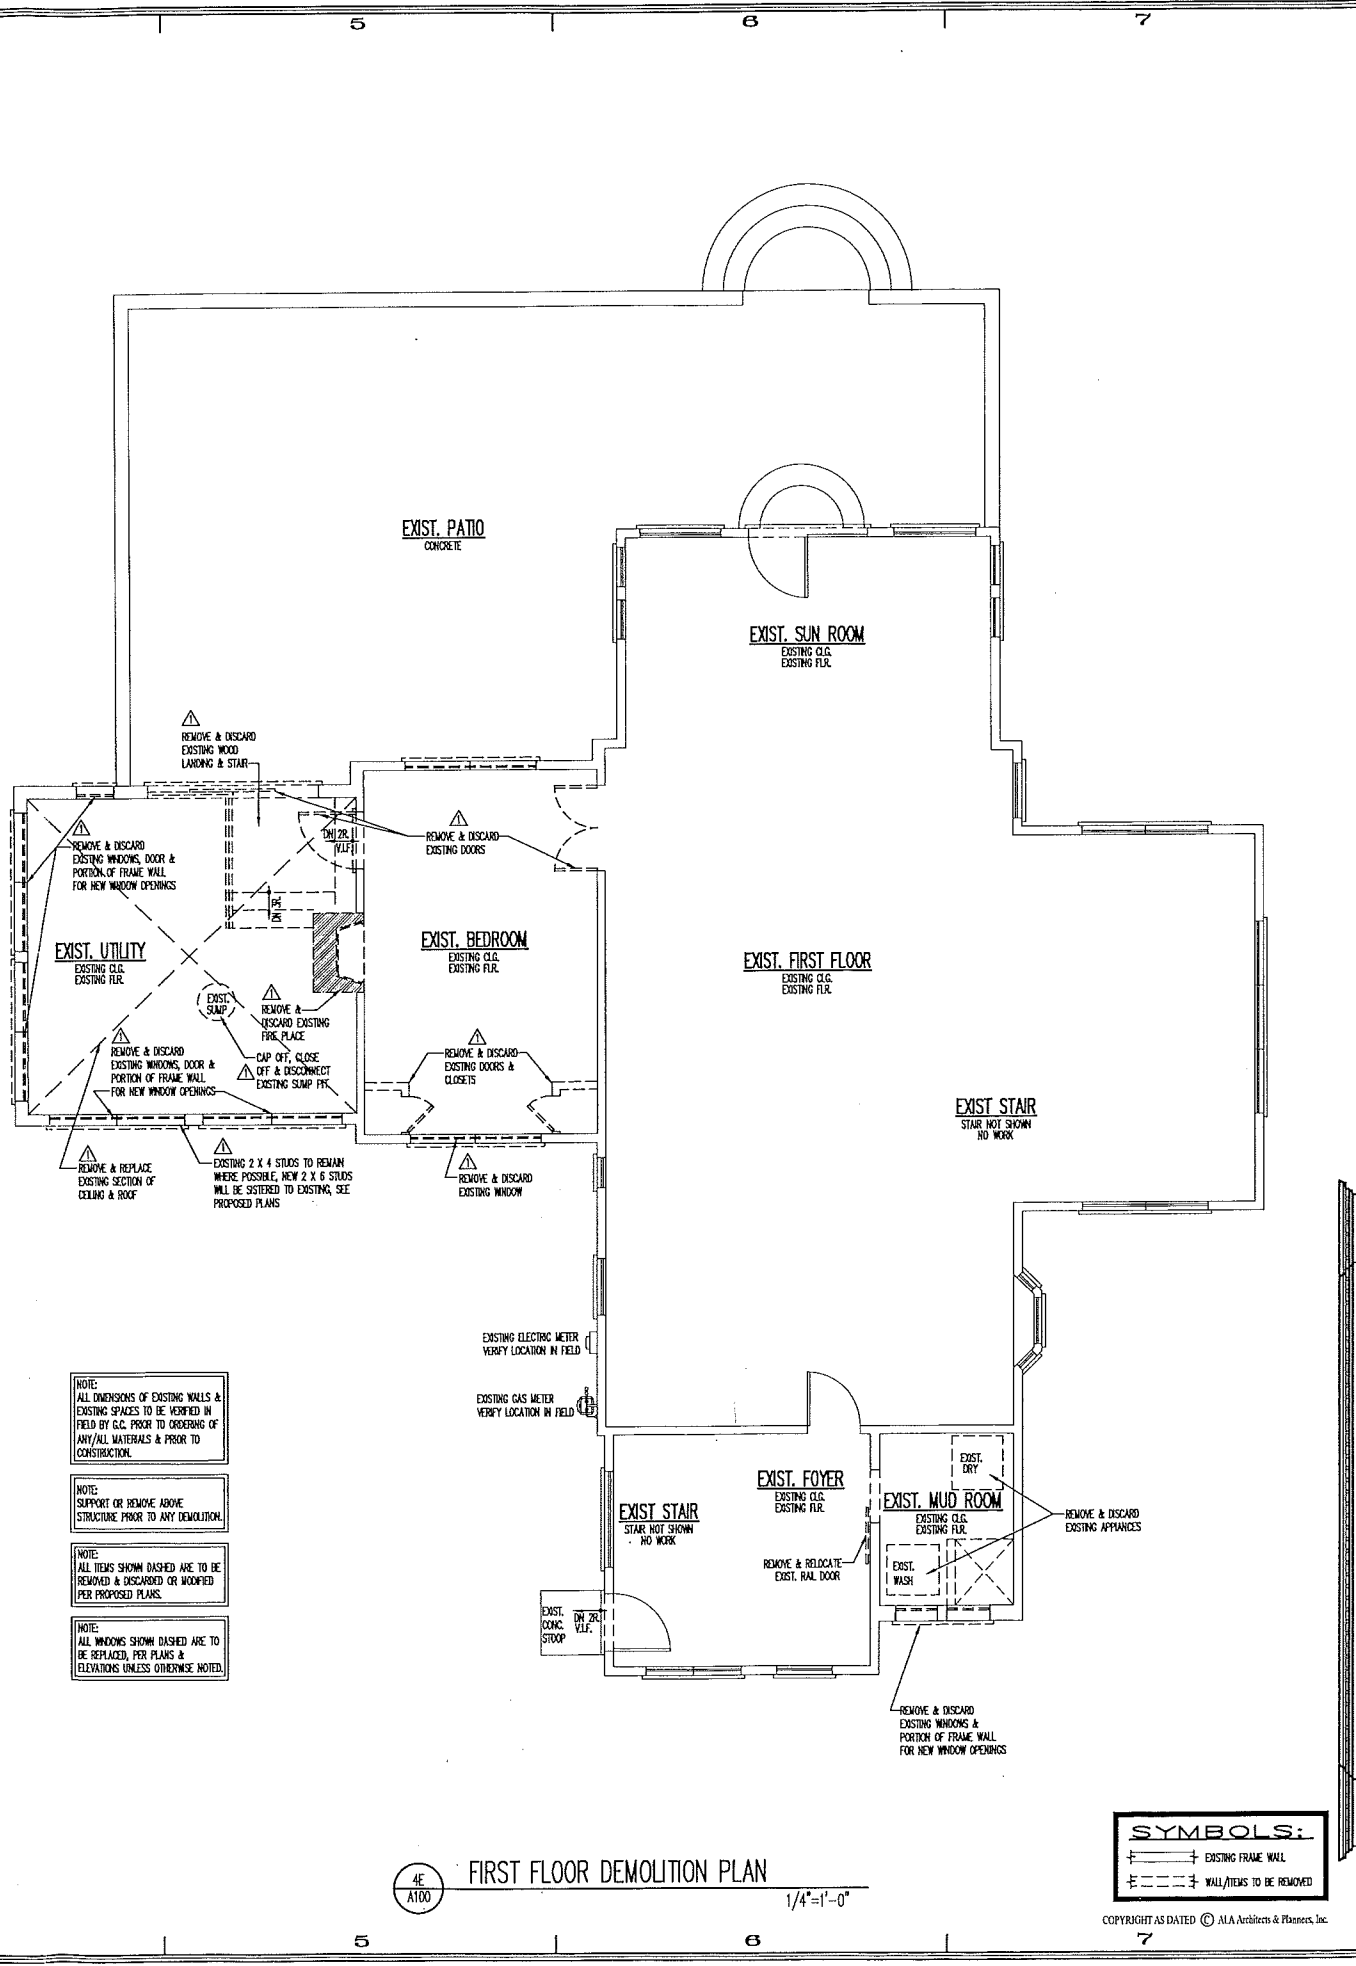 5
6
7
EXIST. PATIO
CONCRETE
EXIST. SUN ROOM
EXISTING CLG.
EXISTING FLR.
1
REMOVE & DISCARD
EXISTING WOOD
LANDING & STAIR
1
REMOVE & DISCARD
EXISTING WINDOWS, DOOR &
PORTION OF FRAME WALL
FOR NEW WINDOW OPENINGS
DN 2R.
V.I.F.
DN 3R.
1
REMOVE & DISCARD
EXISTING DOORS
EXIST. UTILITY
EXISTING CLG.
EXISTING FLR.
EXIST. BEDROOM
EXISTING CLG.
EXISTING FLR.
EXIST. FIRST FLOOR
EXISTING CLG.
EXISTING FLR.
EXIST.
SUMP
1
REMOVE &
DISCARD EXISTING
FIRE PLACE
1
REMOVE & DISCARD
EXISTING WINDOWS, DOOR &
PORTION OF FRAME WALL
FOR NEW WINDOW OPENINGS
1
CAP OFF, CLOSE
OFF & DISCONNECT
EXISTING SUMP PIT
1
REMOVE & DISCARD
EXISTING DOORS &
CLOSETS
EXIST STAIR
STAIR NOT SHOWN
NO WORK
1
REMOVE & REPLACE
EXISTING SECTION OF
CEILING & ROOF
1
EXISTING 2 X 4 STUDS TO REMAIN
WHERE POSSIBLE, NEW 2 X 6 STUDS
WILL BE SISTERED TO EXISTING, SEE
PROPOSED PLANS
1
REMOVE & DISCARD
EXISTING WINDOW
EXISTING ELECTRIC METER
VERIFY LOCATION IN FIELD
EXISTING GAS METER
VERIFY LOCATION IN FIELD
NOTE:
ALL DIMENSIONS OF EXISTING WALLS &
EXISTING SPACES TO BE VERIFIED IN
FIELD BY G.C. PRIOR TO ORDERING OF
ANY/ALL MATERIALS & PRIOR TO
CONSTRUCTION.
NOTE:
SUPPORT OR REMOVE ABOVE
STRUCTURE PRIOR TO ANY DEMOLITION.
NOTE:
ALL ITEMS SHOWN DASHED ARE TO BE
REMOVED & DISCARDED OR MODIFIED
PER PROPOSED PLANS.
NOTE:
ALL WINDOWS SHOWN DASHED ARE TO
BE REPLACED, PER PLANS &
ELEVATIONS UNLESS OTHERWISE NOTED.
EXIST STAIR
STAIR NOT SHOWN
NO WORK
EXIST. FOYER
EXISTING CLG.
EXISTING FLR.
EXIST.
DRY
EXIST. MUD ROOM
EXISTING CLG.
EXISTING FLR.
REMOVE & DISCARD
EXISTING APPLIANCES
REMOVE & RELOCATE
EXIST. RAIL DOOR
EXIST.
WASH
EXIST.
CONC.
STOOP
DN 2R.
V.I.F.
REMOVE & DISCARD
EXISTING WINDOWS &
PORTION OF FRAME WALL
FOR NEW WINDOW OPENINGS
4E
A100
FIRST FLOOR DEMOLITION PLAN
1/4"=1'-0"
SYMBOLS:
EXISTING FRAME WALL
WALL/ITEMS TO BE REMOVED
COPYRIGHT AS DATED © ALA Architects & Planners, Inc.
5
6
7